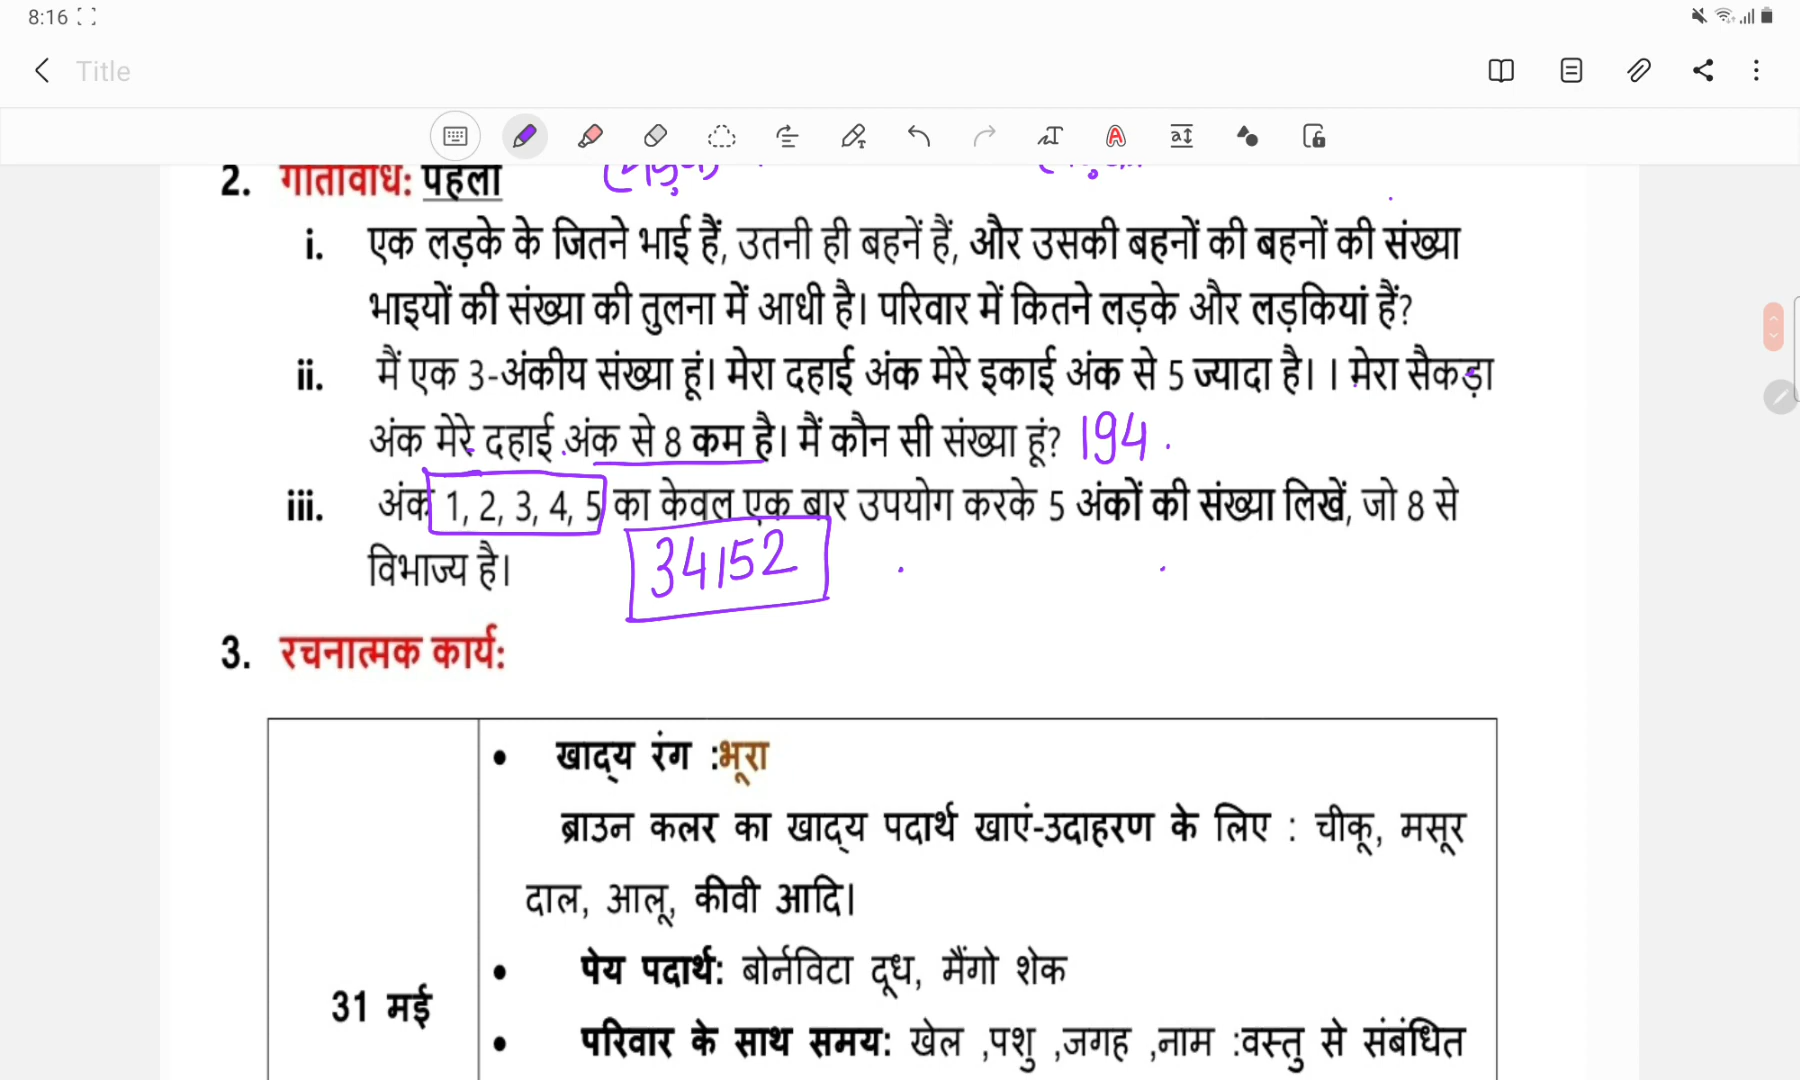 8:16
Title
2. गतिविधि: पहेली
i. एक लड़के के जितने भाई हैं, उतनी ही बहनें हैं, और उसकी बहनों की बहनों की संख्या
भाइयों की संख्या की तुलना में आधी है। परिवार में कितने लड़के और लड़कियां हैं?
ii. मैं एक 3-अंकीय संख्या हूं। मेरा दहाई अंक मेरे इकाई अंक से 5 ज्यादा है। । मेरा सैकड़ा
अंक मेरे दहाई अंक से 8 कम है। मैं कौन सी संख्या हूं? 194.
iii. अंक 1, 2, 3, 4, 5 का केवल एक बार उपयोग करके 5 अंकों की संख्या लिखें, जो 8 से
विभाज्य है। 34152
3. रचनात्मक कार्य:
• खाद्य रंग :भूरा
ब्राउन कलर का खाद्य पदार्थ खाएं-उदाहरण के लिए : चीकू, मसूर
दाल, आलू, कीवी आदि।
• पेय पदार्थ: बोर्नविटा दूध, मैंगो शेक
31 मई
• परिवार के साथ समय: खेल ,पशु ,जगह ,नाम :वस्तु से संबंधित